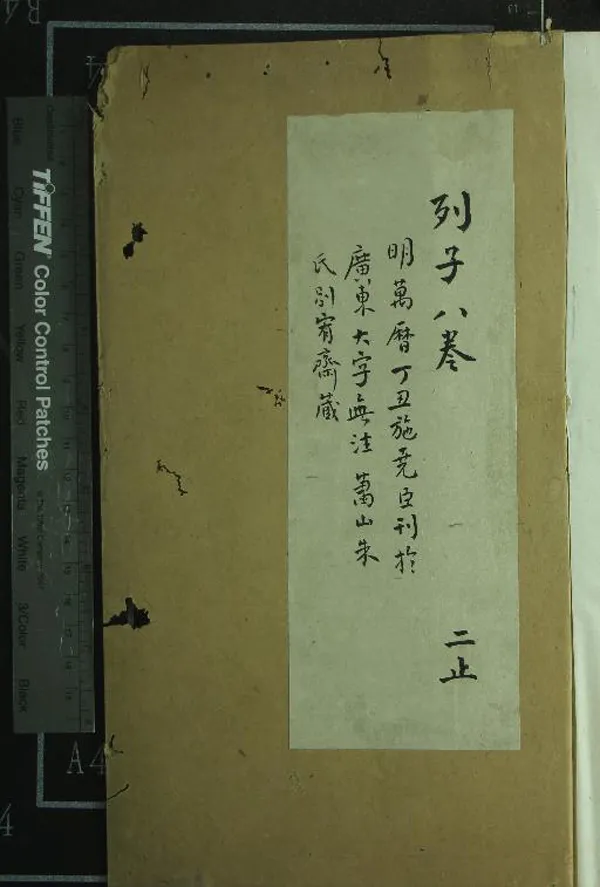 列子八卷
明萬曆丁丑施堯臣刊於
廣東大字無注 蕭山朱
氏別宥齋藏
二止
TIFFEN Color Control Patches
Blue Cyan Green Yellow Red Magenta White 3/Color Black
A4